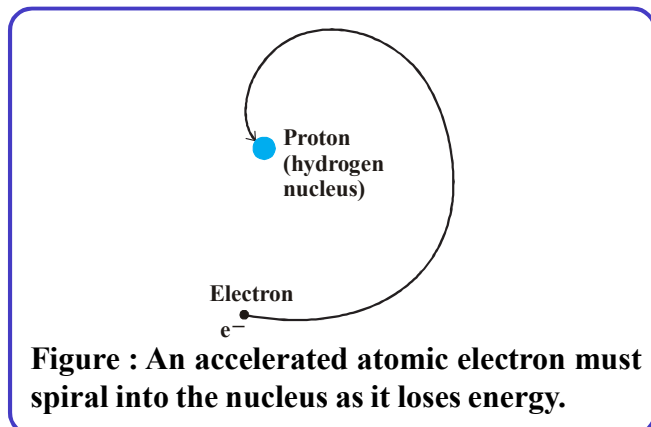 Proton
(hydrogen
nucleus)
Electron
e−
Figure : An accelerated atomic electron must
spiral into the nucleus as it loses energy.